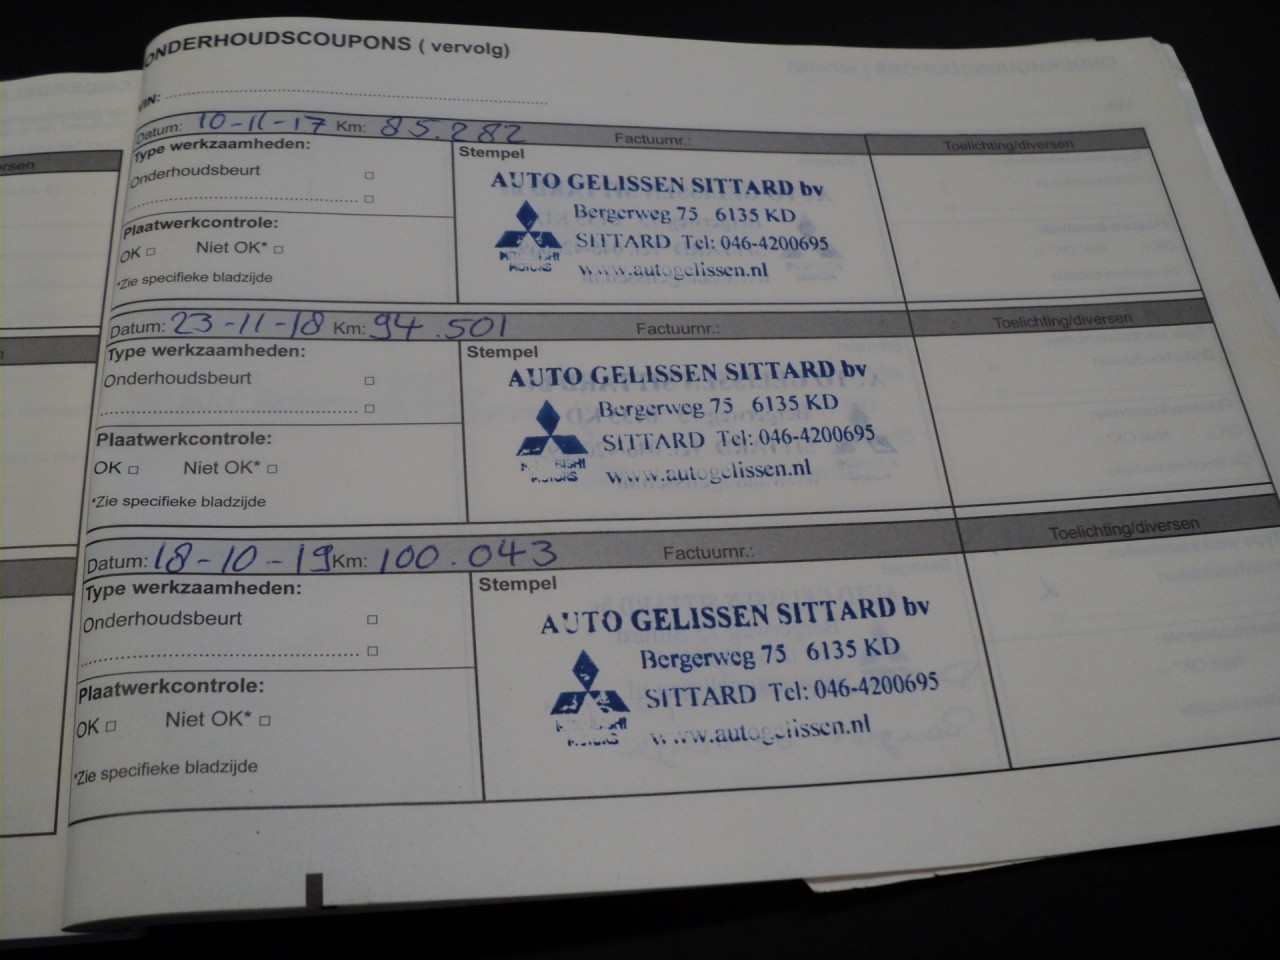 ONDERHOUDSCOUPONS ( vervolg)
VIN:
Datum: 10-11-17 Km: 85.282 Factuurnr.: Toelichting/diversen
Type werkzaamheden:
Stempel
Onderhoudsbeurt □
□
Plaatwerkcontrole:
OK □ Niet OK* □
*Zie specifieke bladzijde
AUTO GELISSEN SITTARD bv
Bergerweg 75 6135 KD
SITTARD Tel: 046-4200695
MITSUBISHI
MOTORS
www.autogelissen.nl
Datum: 23-11-18 Km: 94.501 Factuurnr.: Toelichting/diversen
Type werkzaamheden:
Stempel
Onderhoudsbeurt □
□
Plaatwerkcontrole:
OK □ Niet OK* □
*Zie specifieke bladzijde
AUTO GELISSEN SITTARD bv
Bergerweg 75 6135 KD
SITTARD Tel: 046-4200695
MOTORS
www.autogelissen.nl
Datum: 18-10-19 Km: 100.043 Factuurnr.: Toelichting/diversen
Type werkzaamheden:
Stempel
Onderhoudsbeurt □
□
Plaatwerkcontrole:
OK □ Niet OK* □
*Zie specifieke bladzijde
AUTO GELISSEN SITTARD bv
Bergerweg 75 6135 KD
SITTARD Tel: 046-4200695
www.autogelissen.nl